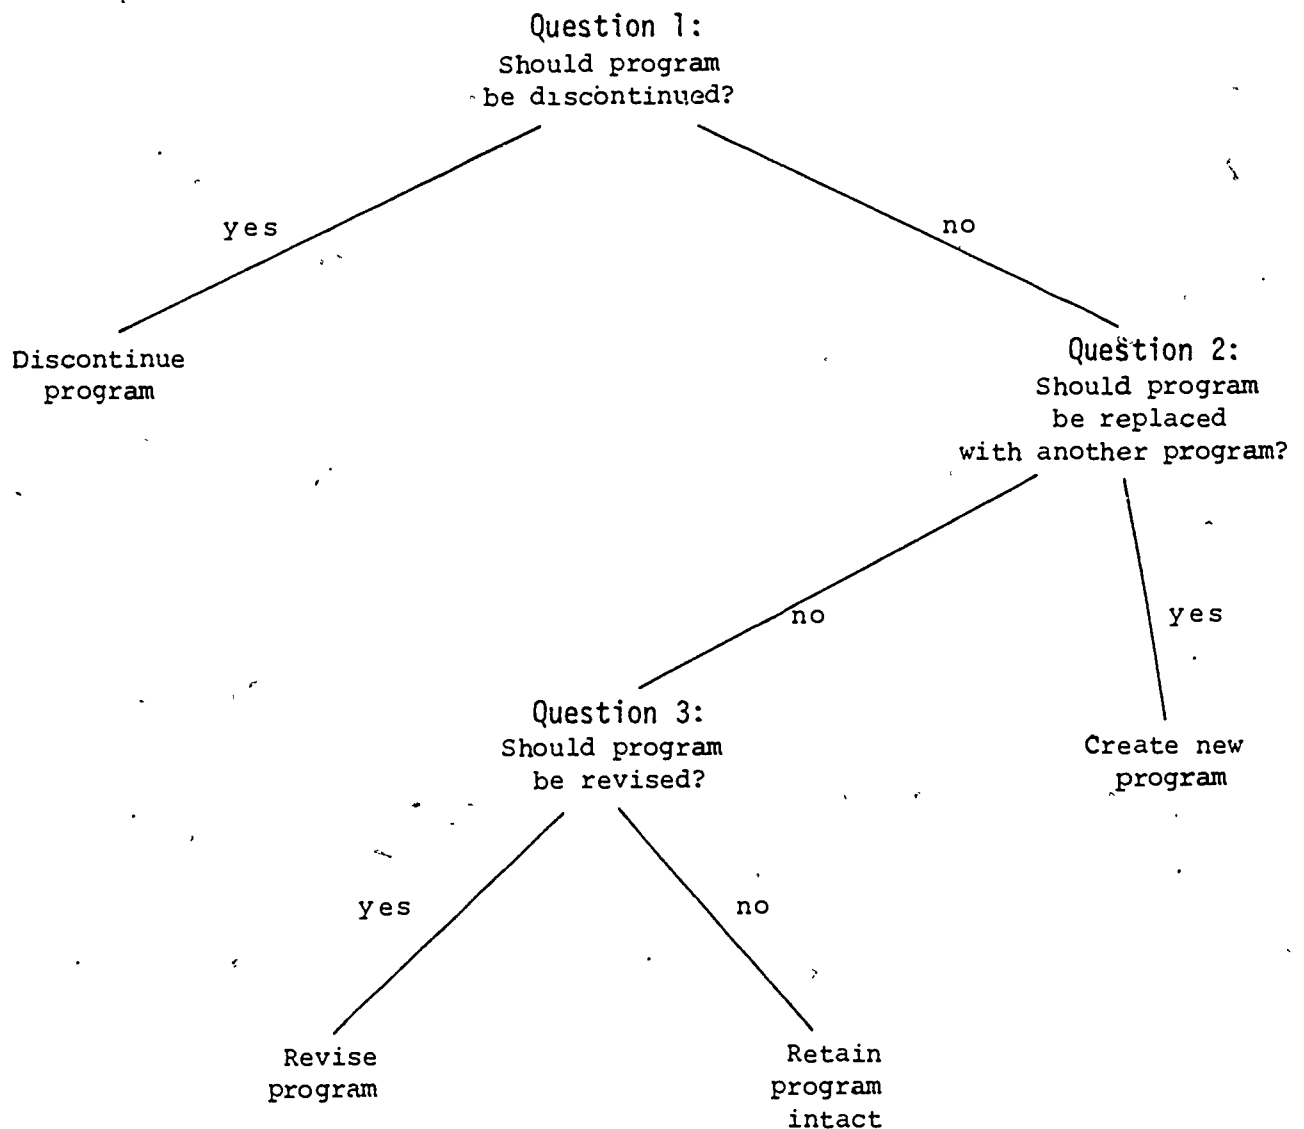 Question 1:
Should program
be discontinued?
yes
no
Discontinue
program
Question 2:
Should program
be replaced
with another program?
no
yes
Question 3:
Should program
be revised?
Create new
program
yes
no
Revise
program
Retain
program
intact